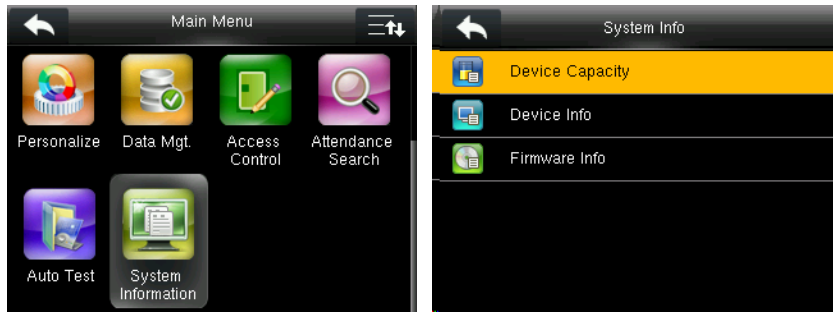 Main Menu
Personalize
Data Mgt.
Access
Control
Attendance
Search
Auto Test
System
Information
System Info
Device Capacity
Device Info
Firmware Info